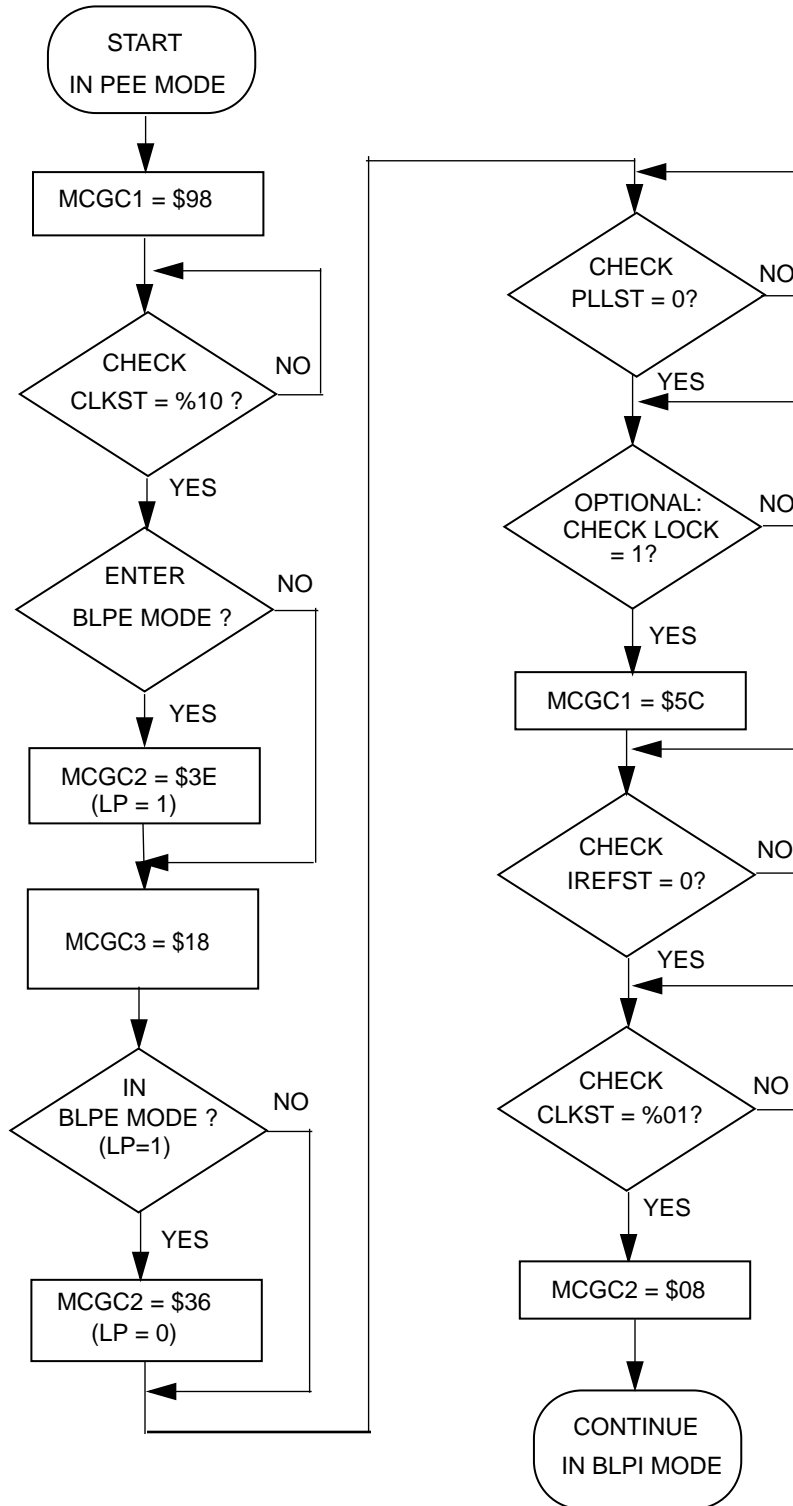 START
IN PEE MODE
MCGC1 = $98
CHECK
CLKST = %10 ?
NO
YES
ENTER
BLPE MODE ?
NO
YES
MCGC2 = $3E
(LP = 1)
MCGC3 = $18
IN
BLPE MODE ?
(LP=1)
NO
YES
MCGC2 = $36
(LP = 0)
CHECK
PLLST = 0?
NO
YES
OPTIONAL:
CHECK LOCK
= 1?
NO
YES
MCGC1 = $5C
CHECK
IREFST = 0?
NO
YES
CHECK
CLKST = %01?
NO
YES
MCGC2 = $08
CONTINUE
IN BLPI MODE